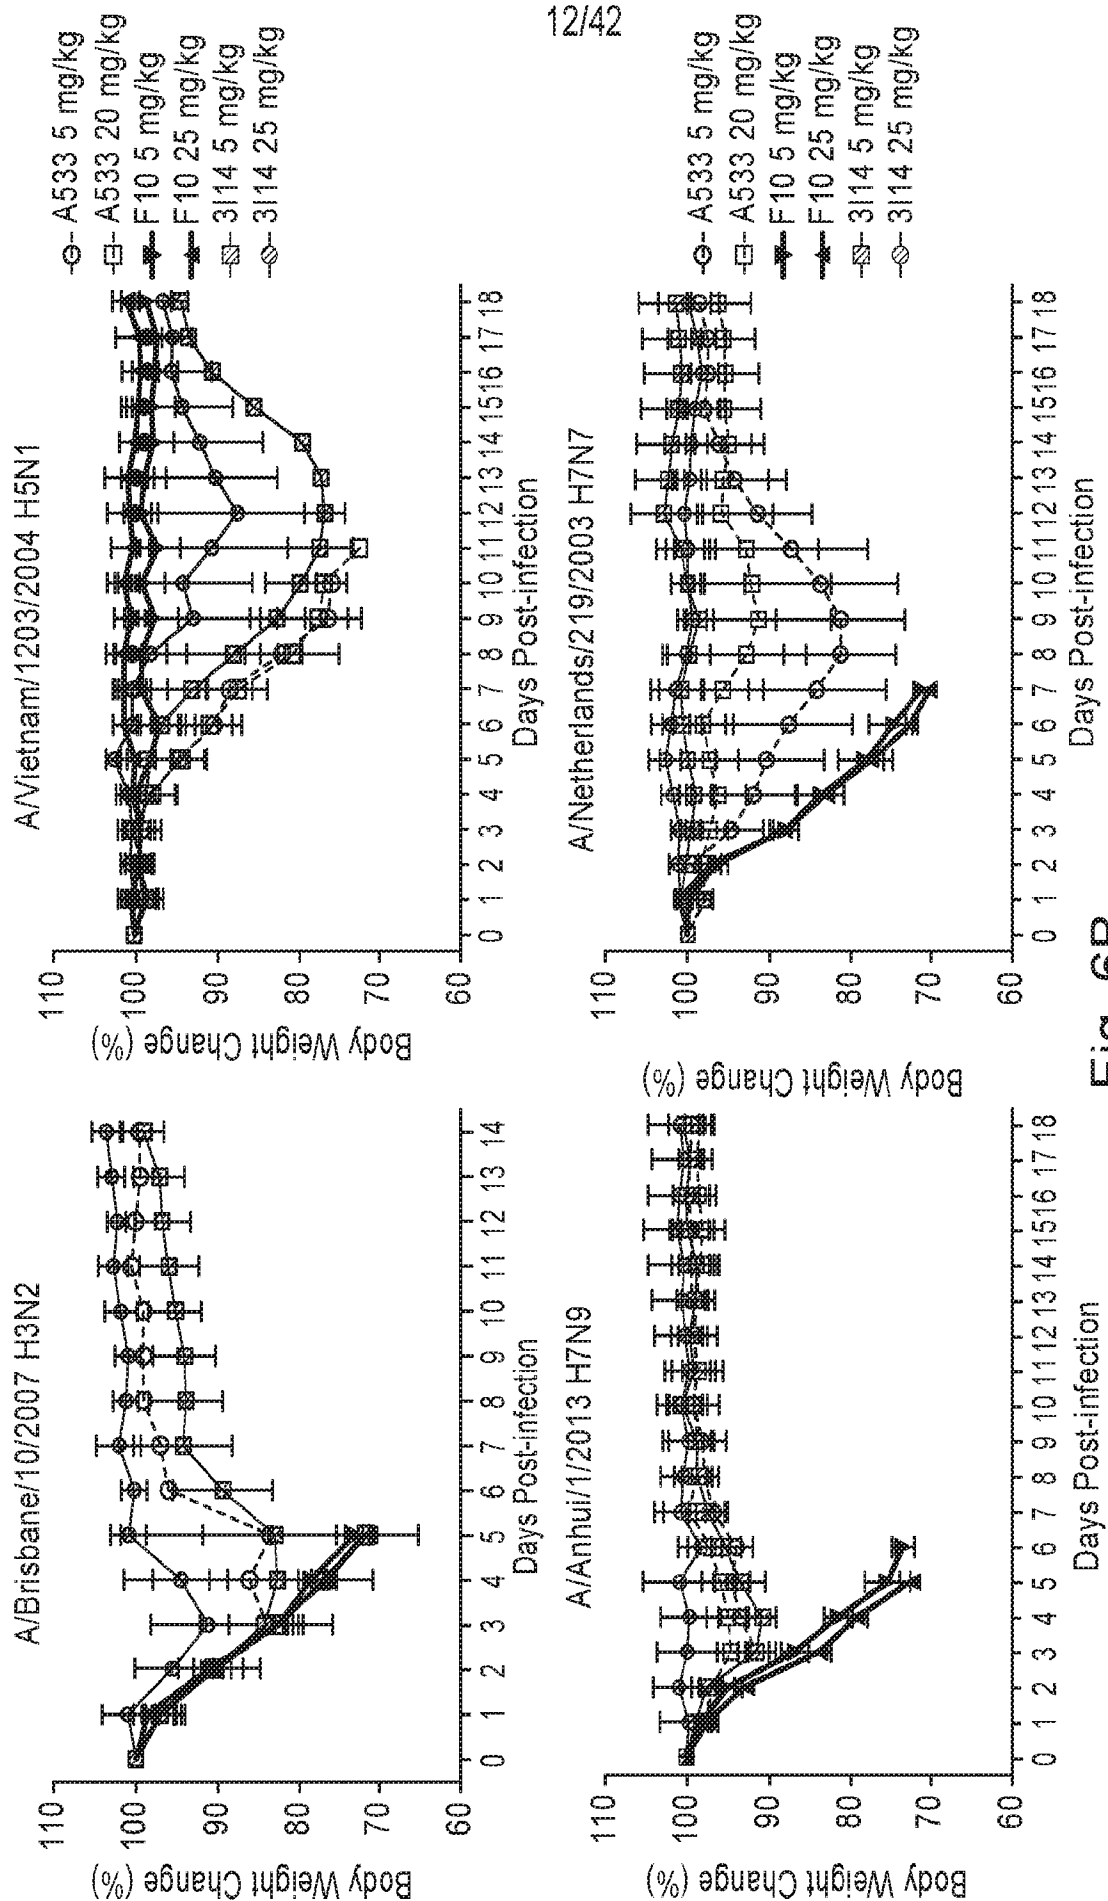 12/42
A/Brisbane/10/2007 H3N2
Body Weight Change (%)
110
100
90
80
70
60
0 1 2 3 4 5 6 7 8 9 10 11 12 13 14
Days Post-infection
A/Vietnam/1203/2004 H5N1
Body Weight Change (%)
110
100
90
80
70
60
0 1 2 3 4 5 6 7 8 9 10 11 12 13 14 15 16 17 18
Days Post-infection
A533 5 mg/kg
A533 20 mg/kg
F10 5 mg/kg
F10 25 mg/kg
3I14 5 mg/kg
3I14 25 mg/kg
A/Anhui/1/2013 H7N9
Body Weight Change (%)
110
100
90
80
70
60
0 1 2 3 4 5 6 7 8 9 10 11 12 13 14 15 16 17 18
Days Post-infection
A/Netherlands/219/2003 H7N7
Body Weight Change (%)
110
100
90
80
70
60
0 1 2 3 4 5 6 7 8 9 10 11 12 13 14 15 16 17 18
Days Post-infection
A533 5 mg/kg
A533 20 mg/kg
F10 5 mg/kg
F10 25 mg/kg
3I14 5 mg/kg
3I14 25 mg/kg
Fig.